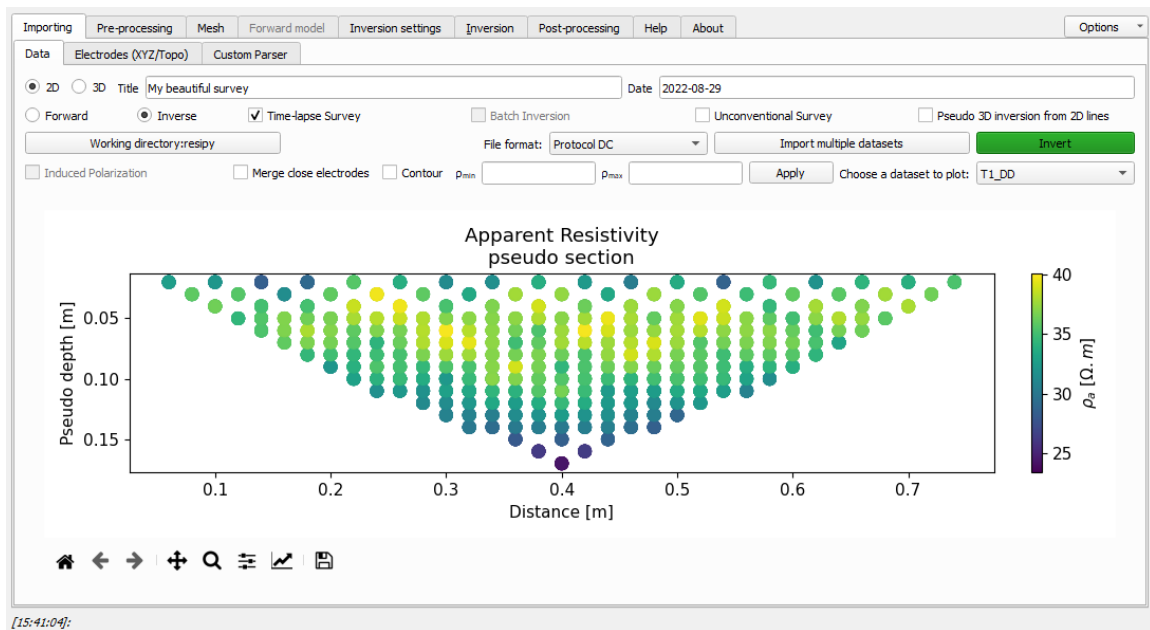 Importing Pre-processing Mesh Forward model Inversion settings Inversion Post-processing Help About Options
Data Electrodes (XYZ/Topo) Custom Parser
2D 3D Title My beautiful survey Date 2022-08-29
Forward Inverse Time-lapse Survey Batch Inversion Unconventional Survey Pseudo 3D inversion from 2D lines
Working directory:resipy File format: Protocol DC Import multiple datasets Invert
Induced Polarization Merge close electrodes Contour ρmin ρmax Apply Choose a dataset to plot: T1_DD
Apparent Resistivity
pseudo section
Pseudo depth [m]
0.05
0.10
0.15
0.1 0.2 0.3 0.4 0.5 0.6 0.7
Distance [m]
40
35
30
25
ρa [Ω. m]
[15:41:04]: